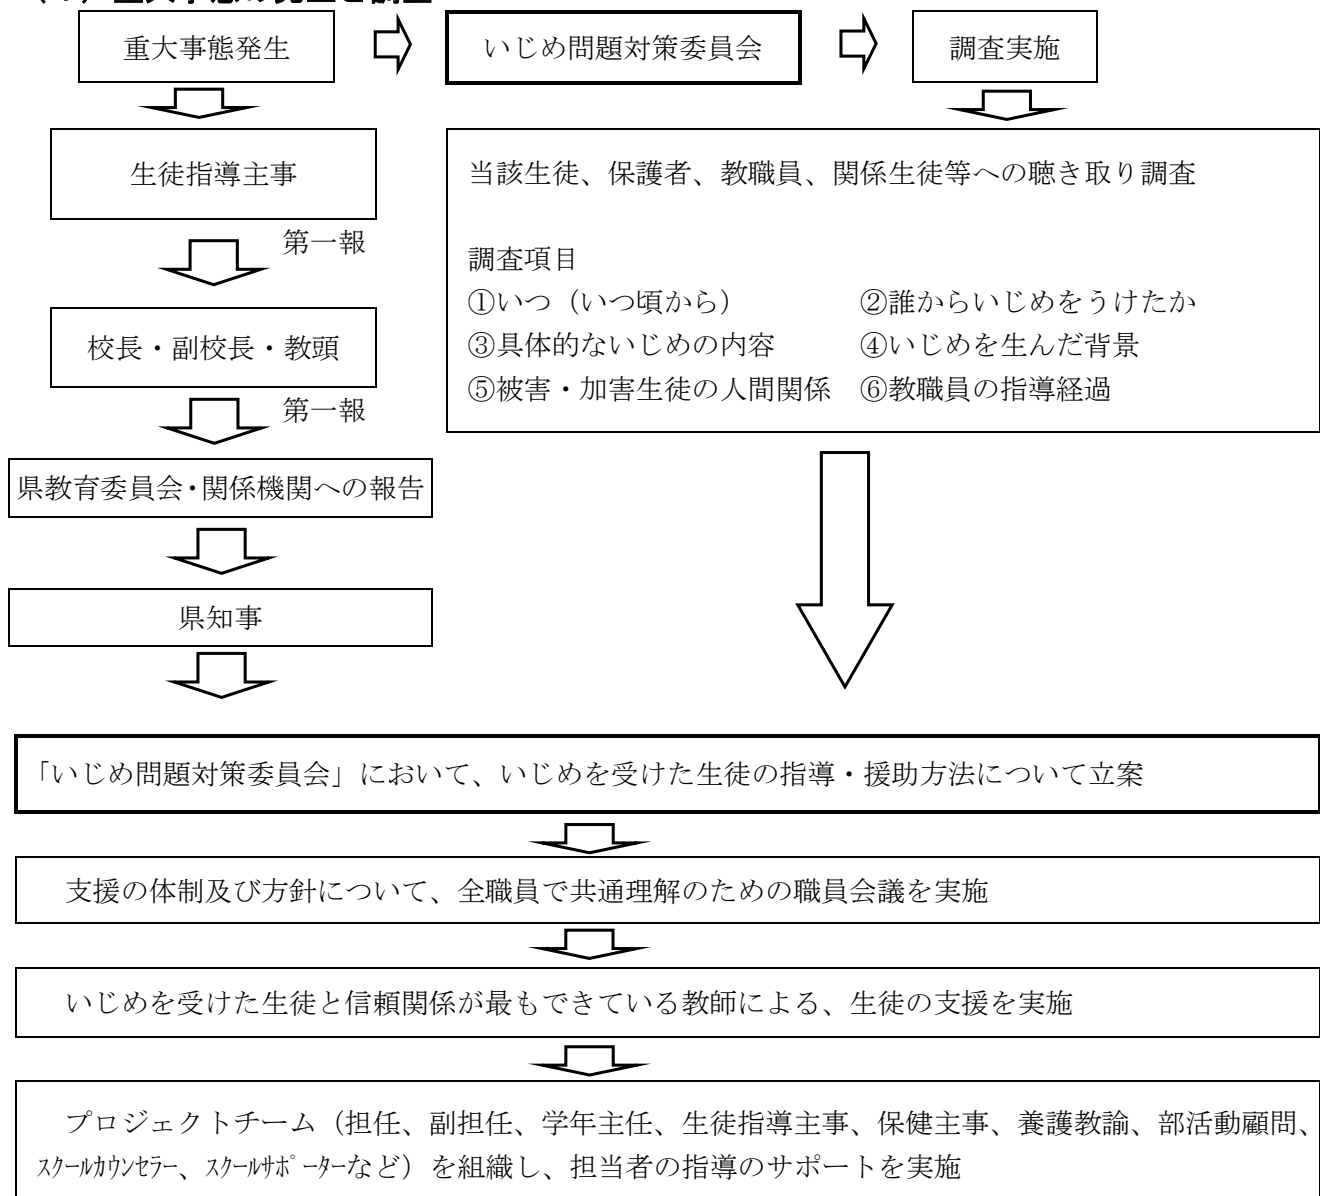 重大事態発生
いじめ問題対策委員会
調査実施
生徒指導主事
第一報
校長・副校長・教頭
第一報
県教育委員会・関係機関への報告
県知事
当該生徒、保護者、教職員、関係生徒等への聴き取り調査
調査項目
①いつ（いつ頃から） ②誰からいじめをうけたか
③具体的ないじめの内容 ④いじめを生んだ背景
⑤被害・加害生徒の人間関係 ⑥教職員の指導経過
「いじめ問題対策委員会」において、いじめを受けた生徒の指導・援助方法について立案
支援の体制及び方針について、全職員で共通理解のための職員会議を実施
いじめを受けた生徒と信頼関係が最もできている教師による、生徒の支援を実施
プロジェクトチーム（担任、副担任、学年主任、生徒指導主事、保健主事、養護教諭、部活動顧問、
ｽｸｰﾙｶｳﾝｾﾗｰ、ｽｸｰﾙｻﾎﾟｰﾀｰなど）を組織し、担当者の指導のサポートを実施